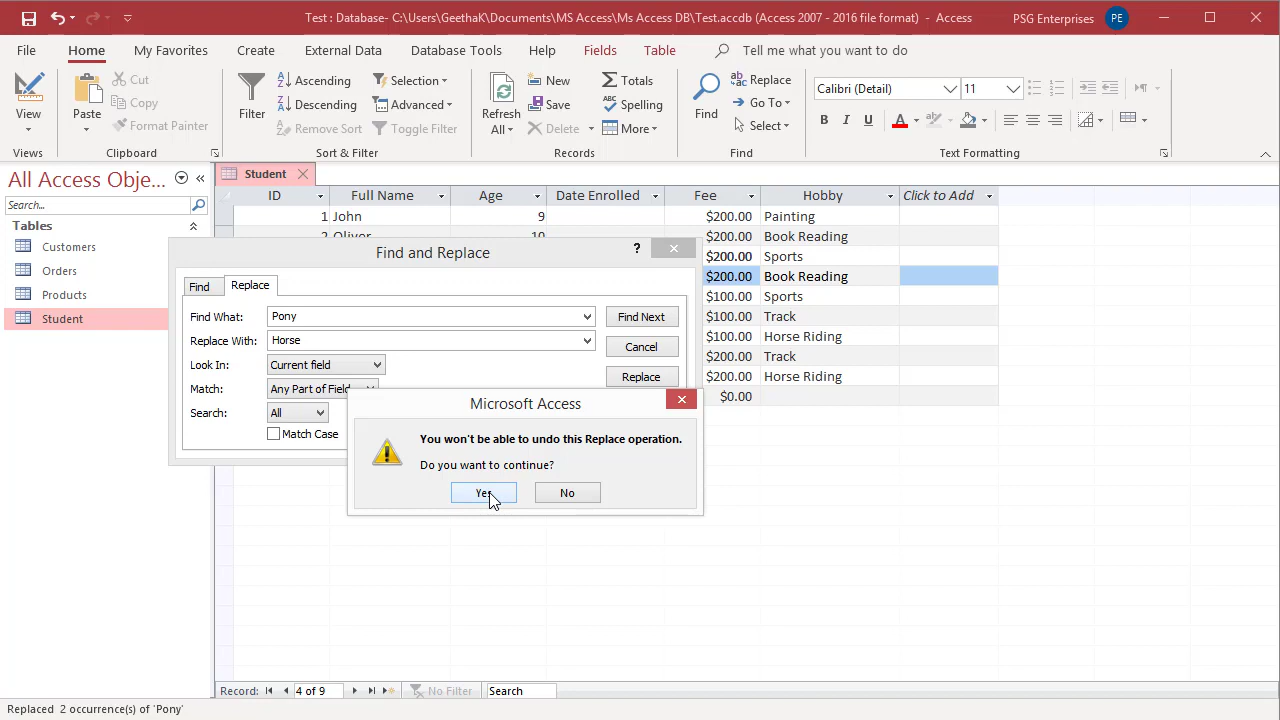 Test : Database- C:\Users\GeethaK\Documents\MS Access\Ms Access DB\Test.accdb (Access 2007 - 2016 file format) - Access
PSG Enterprises
PE
File
Home
My Favorites
Create
External Data
Database Tools
Help
Fields
Table
Tell me what you want to do
View
Views
Paste
Cut
Copy
Format Painter
Clipboard
Filter
Ascending
Descending
Remove Sort
Selection
Advanced
Toggle Filter
Sort & Filter
Refresh
All
New
Save
Delete
Totals
ABC
Spelling
More
Records
Find
Replace
Go To
Select
Find
Calibri (Detail)
11
B I U A
Text Formatting
All Access Obje...
Search...
Tables
Customers
Orders
Products
Student
Student
ID Full Name Age Date Enrolled Fee Hobby Click to Add
1 John 9 $200.00 Painting
2 Oliver 10 $200.00 Book Reading
$200.00 Sports
$200.00 Book Reading
$100.00 Sports
$100.00 Track
$100.00 Horse Riding
$200.00 Track
$200.00 Horse Riding
$0.00
Find and Replace
?
Find
Replace
Find What: Pony
Find Next
Replace With: Horse
Cancel
Look In: Current field
Replace
Match: Any Part of Field
Search: All
Match Case
Microsoft Access
You won't be able to undo this Replace operation.
Do you want to continue?
Yes
No
Record: 4 of 9
No Filter
Search
Replaced 2 occurrence(s) of 'Pony'